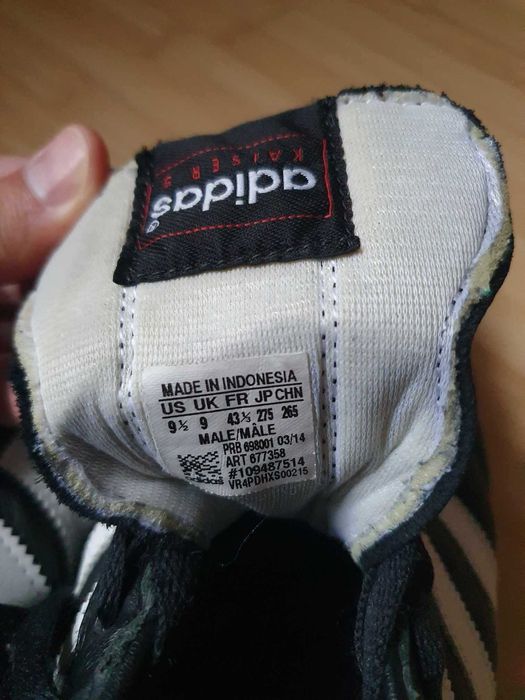 adidas®
KAISER 5
MADE IN INDONESIA
US UK FR JP CHN
9½ 9 43⅓ 275 265
MALE/MÂLE
PRB 698001 03/14
ART 677358
#109487514
VR4PDHXS00215